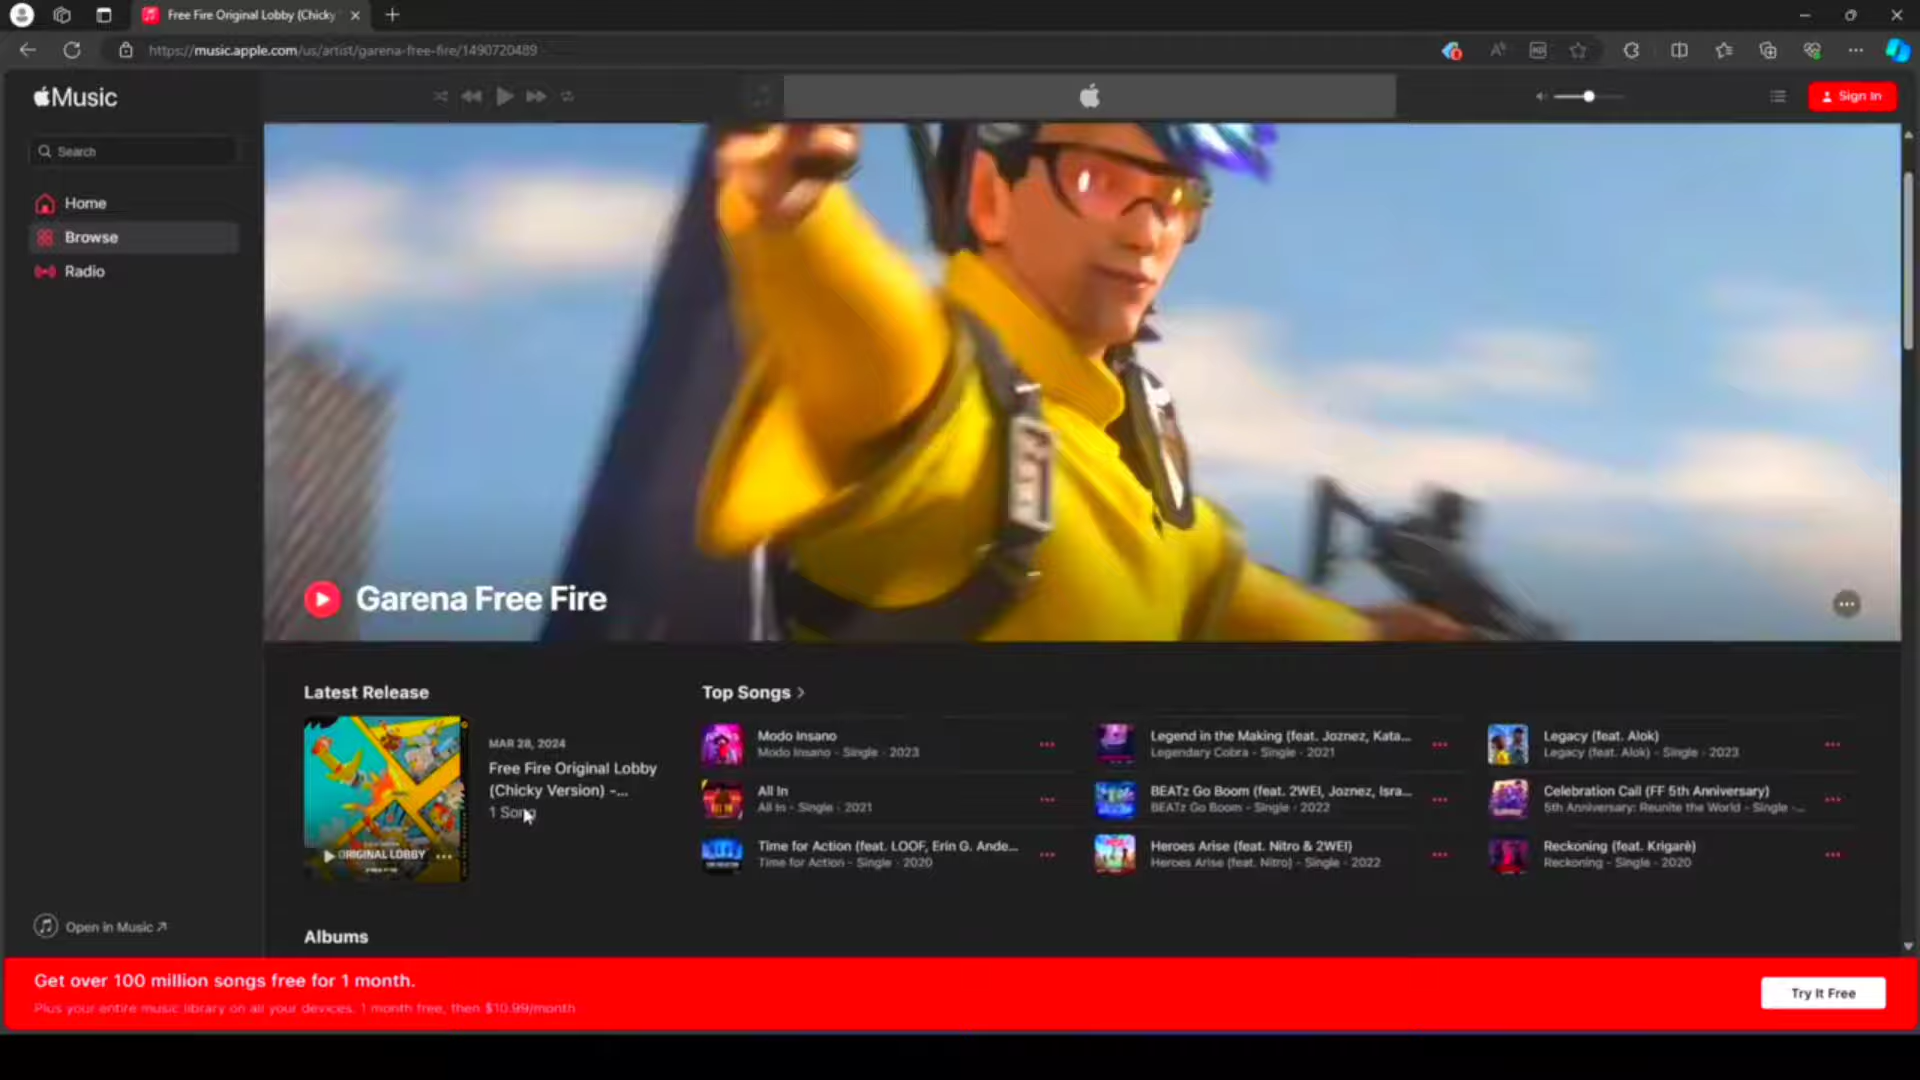 Free Fire Original Lobby (Chicky
https://music.apple.com/us/artist/garena-free-fire/1490720489
Music
Sign In
Search
Home
Browse
Radio
Garena Free Fire
Latest Release
MAR 28, 2024
Free Fire Original Lobby
(Chicky Version) -...
1 Song
ORIGINAL LOBBY
Top Songs
Modo Insano
Modo Insano - Single · 2023
All In
All In - Single · 2021
Time for Action (feat. LOOF, Erin G. Ande...
Time for Action - Single · 2020
Legend in the Making (feat. Joznez, Kata...
Legendary Cobra - Single · 2021
BEATz Go Boom (feat. 2WEI, Joznez, Isra...
BEATz Go Boom - Single · 2022
Heroes Arise (feat. Nitro & 2WEI)
Heroes Arise (feat. Nitro) - Single · 2022
Legacy (feat. Alok)
Legacy (feat. Alok) - Single · 2023
Celebration Call (FF 5th Anniversary)
5th Anniversary: Reunite the World - Single -...
Reckoning (feat. Krigarè)
Reckoning - Single · 2020
Open in Music
Albums
Get over 100 million songs free for 1 month.
Plus your entire music library on all your devices. 1 month free, then $10.99/month
Try It Free